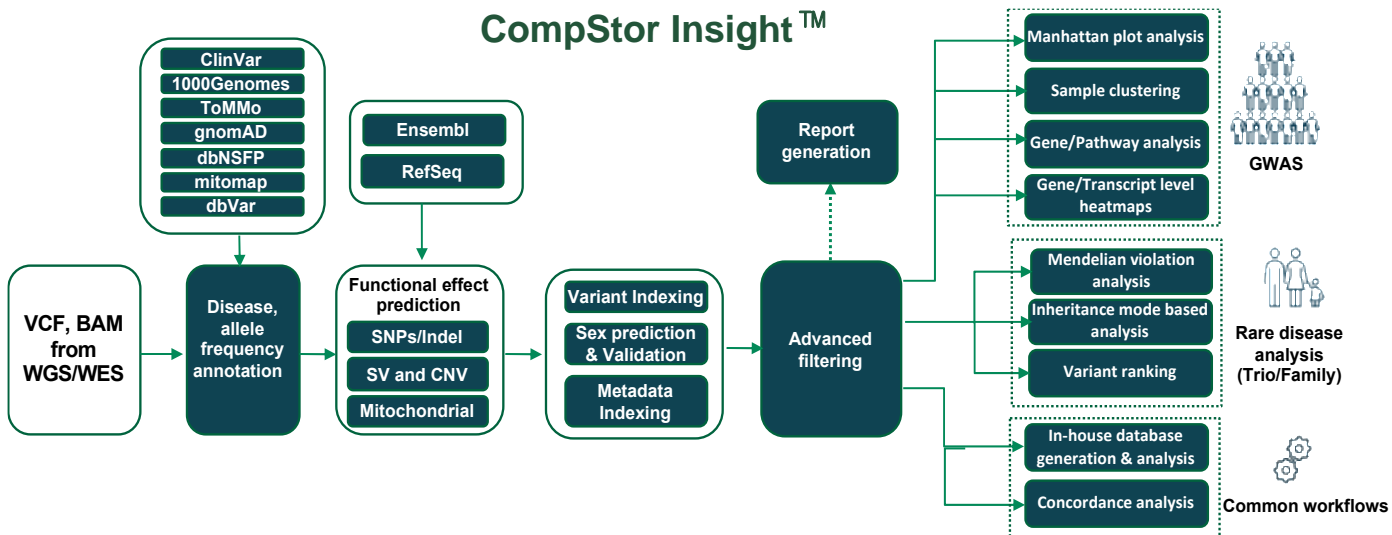 CompStor Insight™
ClinVar
1000Genomes
ToMMo
gnomAD
dbNSFP
mitomap
dbVar
Ensembl
RefSeq
VCF, BAM
from
WGS/WES
Disease,
allele
frequency
annotation
Functional effect
prediction
SNPs/Indel
SV and CNV
Mitochondrial
Variant Indexing
Sex prediction
& Validation
Metadata
Indexing
Report
generation
Advanced
filtering
Manhattan plot analysis
Sample clustering
Gene/Pathway analysis
Gene/Transcript level
heatmaps
GWAS
Mendelian violation
analysis
Inheritance mode based
analysis
Variant ranking
Rare disease
analysis
(Trio/Family)
In-house database
generation & analysis
Concordance analysis
Common workflows